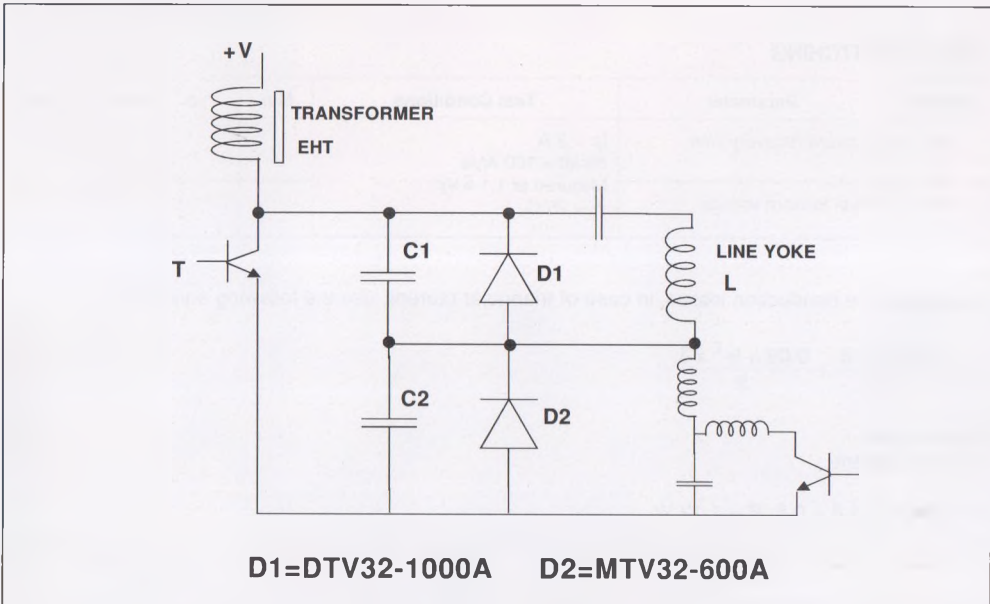 +V
TRANSFORMER
EHT
T
C1
D1
LINE YOKE
L
C2
D2
D1=DTV32-1000A D2=MTV32-600A